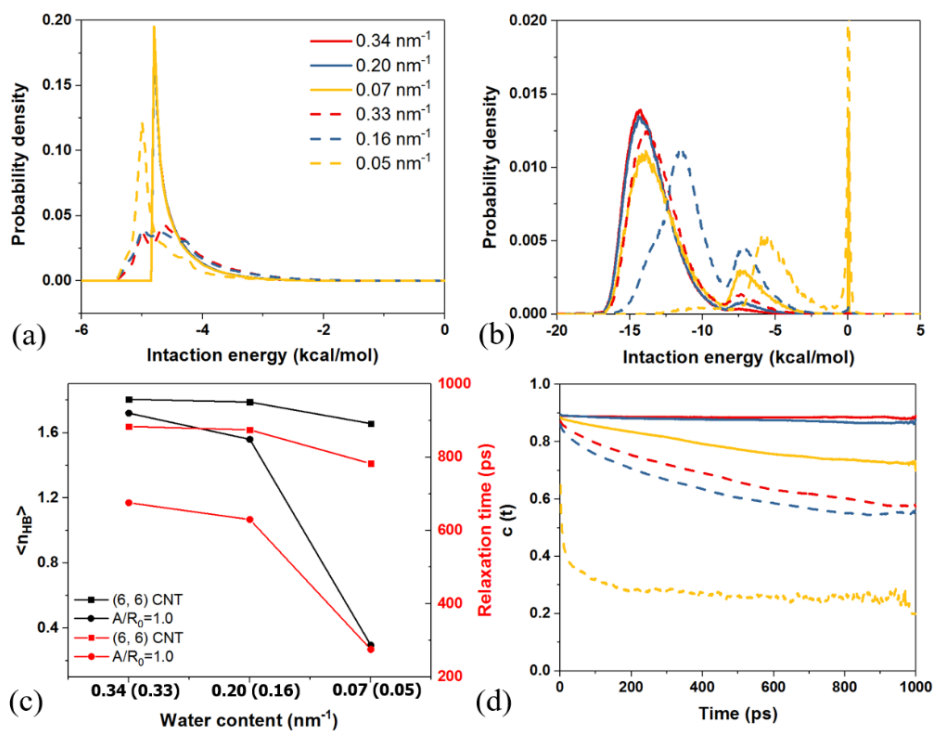 0.20
0.15
0.10
0.05
0.00
Probability density
0.34 nm⁻¹
0.20 nm⁻¹
0.07 nm⁻¹
0.33 nm⁻¹
0.16 nm⁻¹
0.05 nm⁻¹
-6 -4 -2 0
Intaction energy (kcal/mol)
(a)
0.020
0.015
0.010
0.005
0.000
Probability density
-20 -15 -10 -5 0 5
Intaction energy (kcal/mol)
(b)
1.6
1.2
0.8
0.4
<nHB>
1000
800
600
400
200
Relaxation time (ps)
(6, 6) CNT
A/R₀=1.0
(6, 6) CNT
A/R₀=1.0
0.34 (0.33) 0.20 (0.16) 0.07 (0.05)
Water content (nm⁻¹)
(c)
1.0
0.8
0.6
0.4
0.2
0.0
c (t)
0 200 400 600 800 1000
Time (ps)
(d)